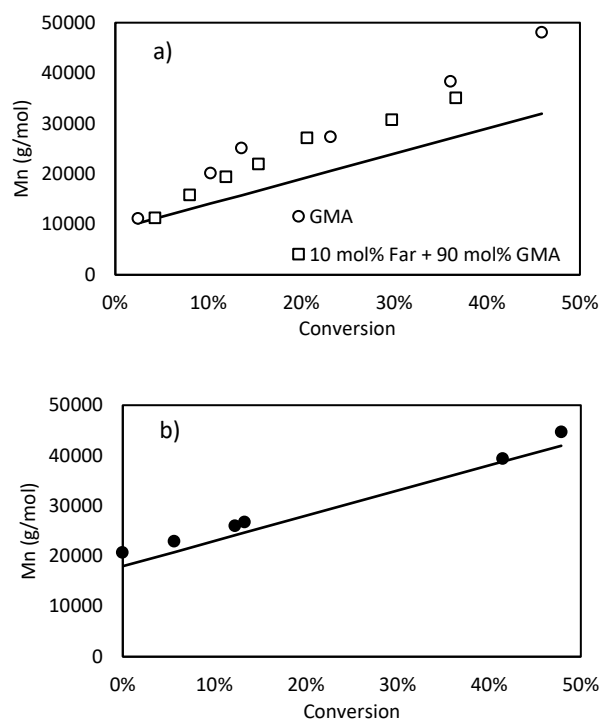 a)
50000
40000
30000
20000
10000
0
Mn (g/mol)
GMA
10 mol% Far + 90 mol% GMA
0% 10% 20% 30% 40% 50%
Conversion
b)
50000
40000
30000
20000
10000
0
Mn (g/mol)
0% 10% 20% 30% 40% 50%
Conversion